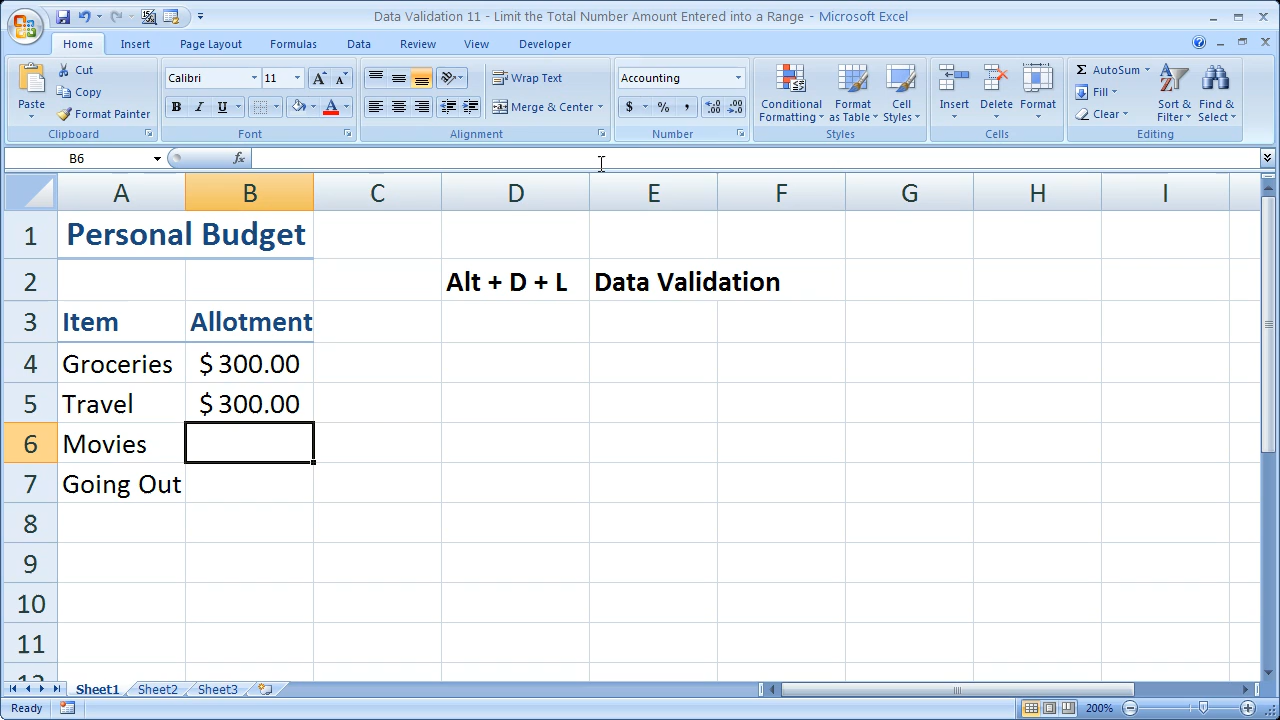 Data Validation 11 - Limit the Total Number Amount Entered into a Range - Microsoft Excel
Home Insert Page Layout Formulas Data Review View Developer
Paste
Cut
Copy
Format Painter
Clipboard
Calibri 11
B I U
Font
Wrap Text
Merge & Center
Alignment
Accounting
$ % ,
Number
Conditional Formatting
Format as Table
Cell Styles
Styles
Insert Delete Format
Cells
AutoSum
Fill
Clear
Sort & Filter
Find & Select
Editing
B6 fx
A B C D E F G H I
1 Personal Budget
2 Alt + D + L Data Validation
3 Item Allotment
4 Groceries $ 300.00
5 Travel $ 300.00
6 Movies
7 Going Out
8
9
10
11
Sheet1 Sheet2 Sheet3
Ready 200%